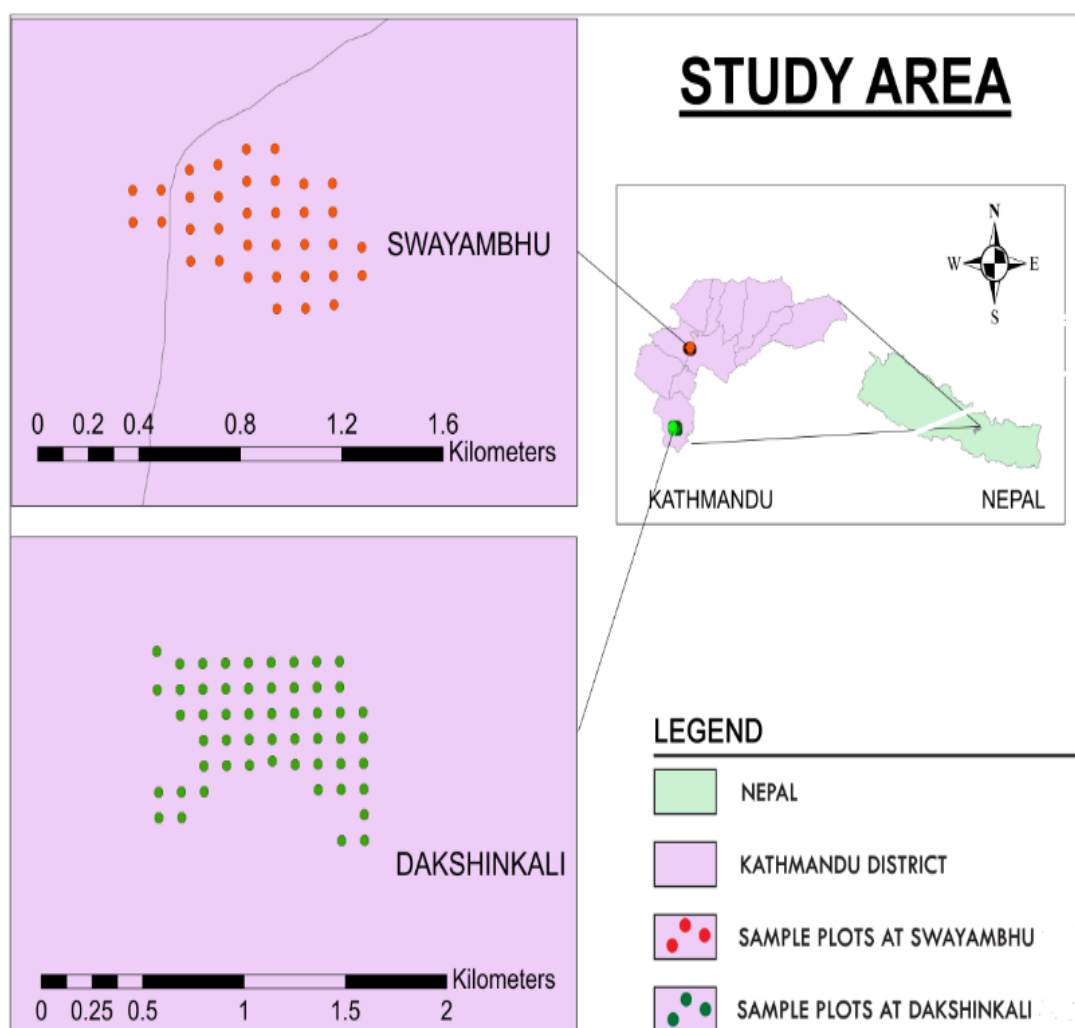 STUDY AREA
SWAYAMBHU
0 0.2 0.4 0.8 1.2 1.6
Kilometers
N
W E
S
KATHMANDU NEPAL
DAKSHINKALI
Kilometers
0 0.25 0.5 1 1.5 2
LEGEND
NEPAL
KATHMANDU DISTRICT
SAMPLE PLOTS AT SWAYAMBHU
SAMPLE PLOTS AT DAKSHINKALI